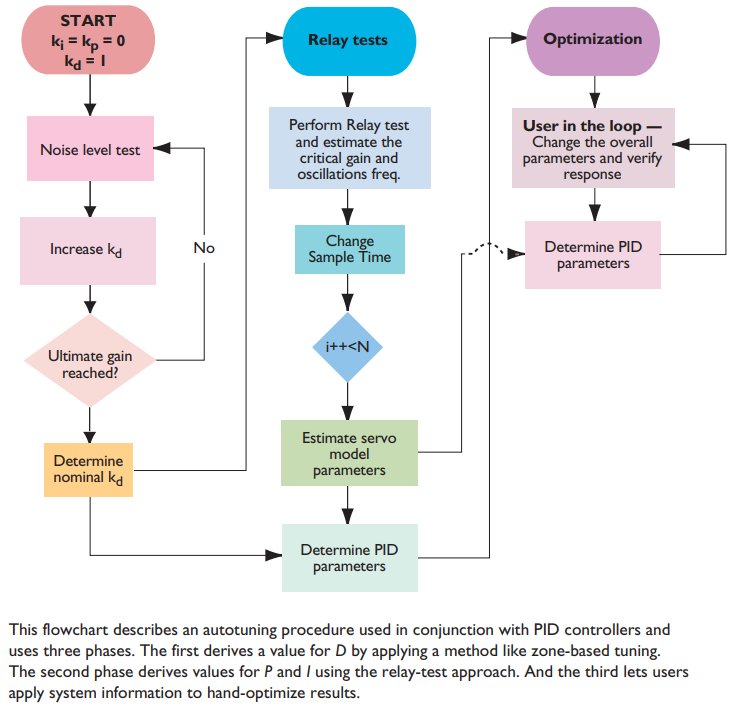 START
kᵢ = kₚ = 0
k_d = 1
Noise level test
Increase k_d
No
Ultimate gain
reached?
Determine
nominal k_d
Relay tests
Perform Relay test
and estimate the
critical gain and
oscillations freq.
Change
Sample Time
i++<N
Estimate servo
model
parameters
Determine PID
parameters
Optimization
User in the loop —
Change the overall
parameters and verify
response
Determine PID
parameters
This flowchart describes an autotuning procedure used in conjunction with PID controllers and
uses three phases. The first derives a value for D by applying a method like zone-based tuning.
The second phase derives values for P and I using the relay-test approach. And the third lets users
apply system information to hand-optimize results.